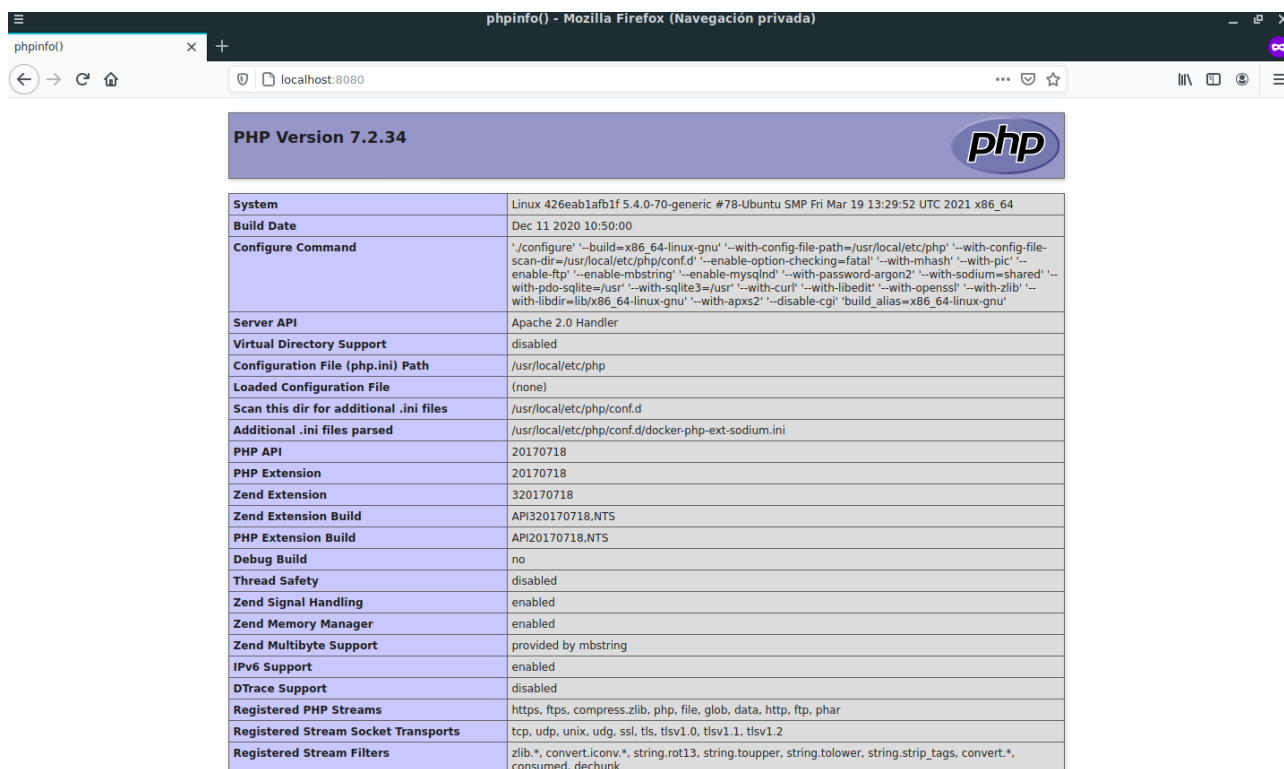 phpinfo() - Mozilla Firefox (Navegación privada)
phpinfo()
localhost:8080
PHP Version 7.2.34
php
System Linux 426eab1afb1f 5.4.0-70-generic #78-Ubuntu SMP Fri Mar 19 13:29:52 UTC 2021 x86_64
Build Date Dec 11 2020 10:50:00
Configure Command './configure' '--build=x86_64-linux-gnu' '--with-config-file-path=/usr/local/etc/php' '--with-config-file-
scan-dir=/usr/local/etc/php/conf.d' '--enable-option-checking=fatal' '--with-mhash' '--with-pic' '--
enable-ftp' '--enable-mbstring' '--enable-mysqlnd' '--with-password-argon2' '--with-sodium=shared' '--
with-pdo-sqlite=/usr' '--with-sqlite3=/usr' '--with-curl' '--with-libedit' '--with-openssl' '--with-zlib' '--
with-libdir=lib/x86_64-linux-gnu' '--with-apxs2' '--disable-cgi' 'build_alias=x86_64-linux-gnu'
Server API Apache 2.0 Handler
Virtual Directory Support disabled
Configuration File (php.ini) Path /usr/local/etc/php
Loaded Configuration File (none)
Scan this dir for additional .ini files /usr/local/etc/php/conf.d
Additional .ini files parsed /usr/local/etc/php/conf.d/docker-php-ext-sodium.ini
PHP API 20170718
PHP Extension 20170718
Zend Extension 320170718
Zend Extension Build API320170718,NTS
PHP Extension Build API20170718,NTS
Debug Build no
Thread Safety disabled
Zend Signal Handling enabled
Zend Memory Manager enabled
Zend Multibyte Support provided by mbstring
IPv6 Support enabled
DTrace Support disabled
Registered PHP Streams https, ftps, compress.zlib, php, file, glob, data, http, ftp, phar
Registered Stream Socket Transports tcp, udp, unix, udg, ssl, tls, tlsv1.0, tlsv1.1, tlsv1.2
Registered Stream Filters zlib.*, convert.iconv.*, string.rot13, string.toupper, string.tolower, string.strip_tags, convert.*,
consumed, dechunk